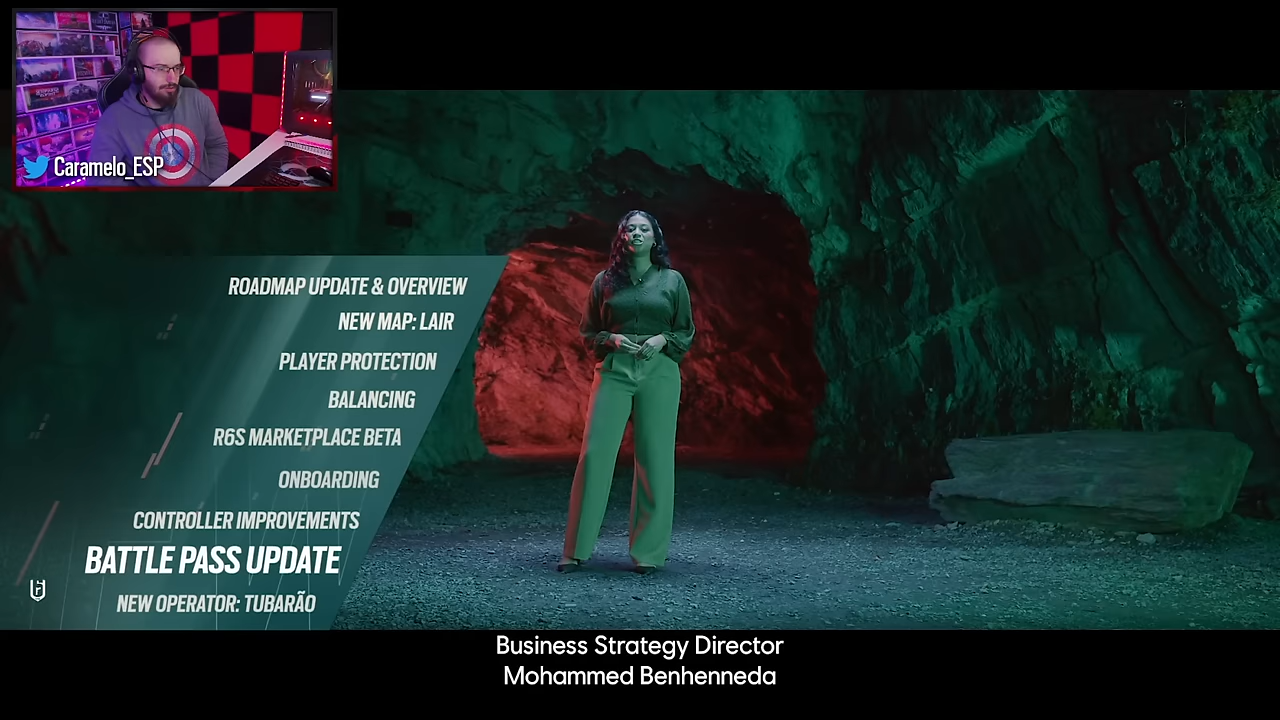 Caramelo_ESP
ROADMAP UPDATE & OVERVIEW
NEW MAP: LAIR
PLAYER PROTECTION
BALANCING
R6S MARKETPLACE BETA
ONBOARDING
CONTROLLER IMPROVEMENTS
BATTLE PASS UPDATE
NEW OPERATOR: TUBARÃO
Business Strategy Director
Mohammed Benhenneda